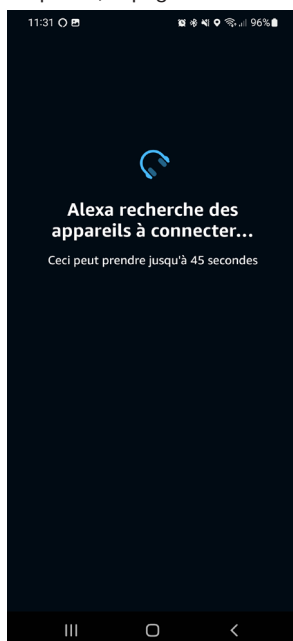 11:31 96%
Alexa recherche des
appareils à connecter...
Ceci peut prendre jusqu'à 45 secondes